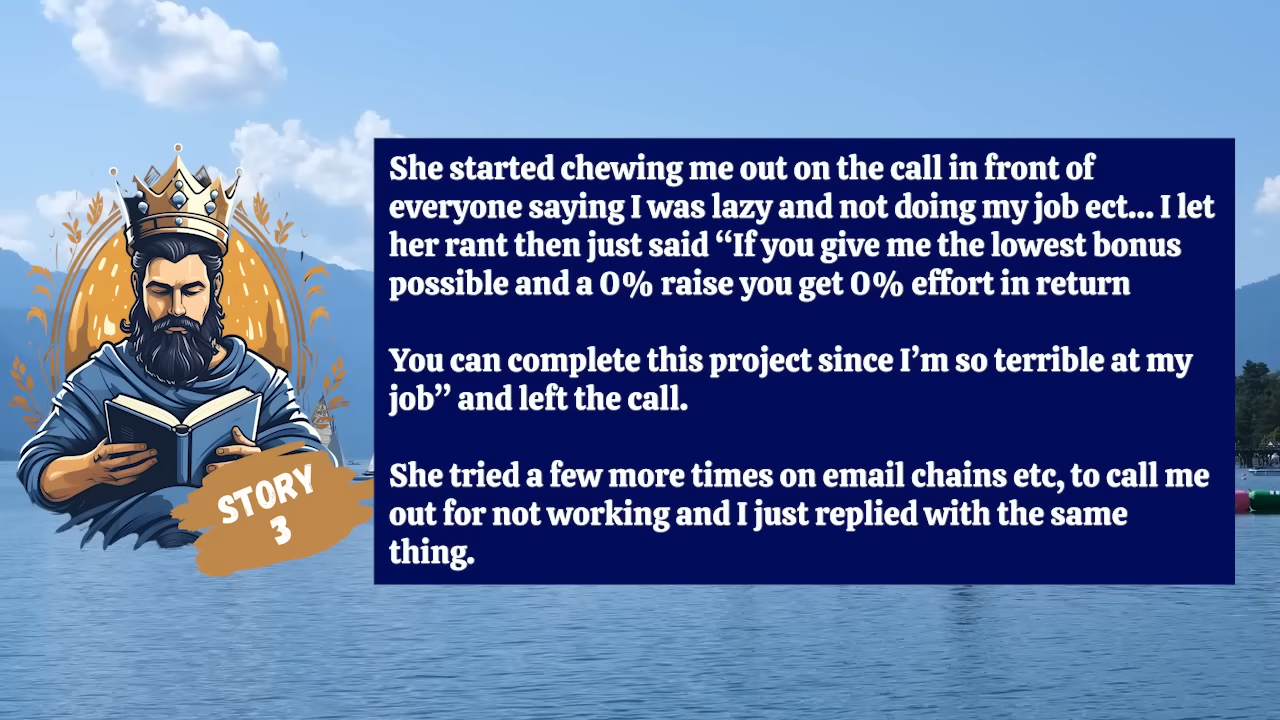 She started chewing me out on the call in front of
everyone saying I was lazy and not doing my job ect... I let
her rant then just said “If you give me the lowest bonus
possible and a 0% raise you get 0% effort in return
You can complete this project since I’m so terrible at my
job” and left the call.
She tried a few more times on email chains etc, to call me
out for not working and I just replied with the same
thing.
STORY
3